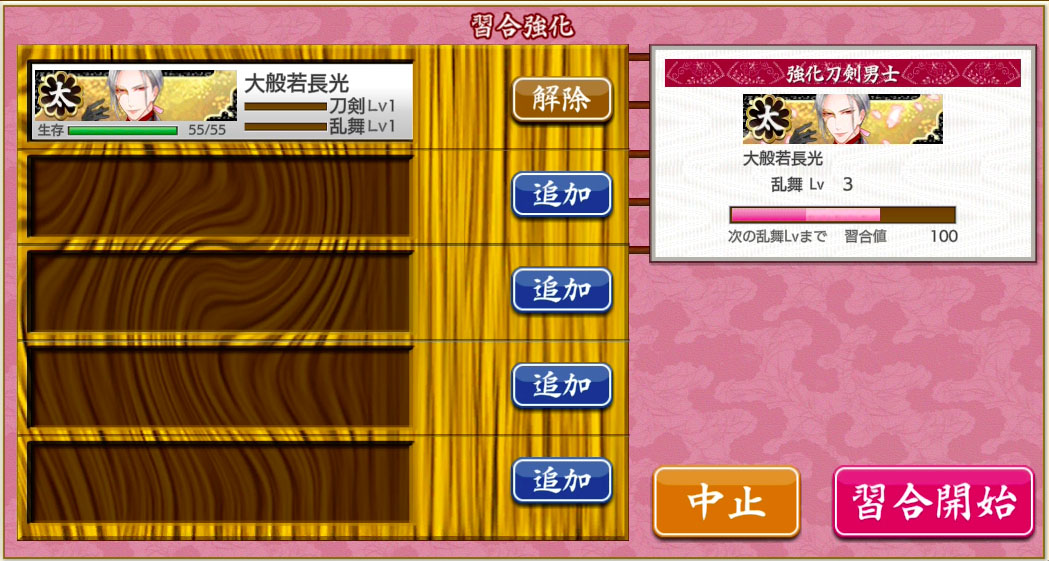 習合強化
太
大般若長光
刀剣Lv1
乱舞Lv1
生存 55/55
解除
追加
追加
追加
追加
強化刀剣男士
太
大般若長光
乱舞 Lv 3
次の乱舞Lvまで 習合値 100
中止
習合開始